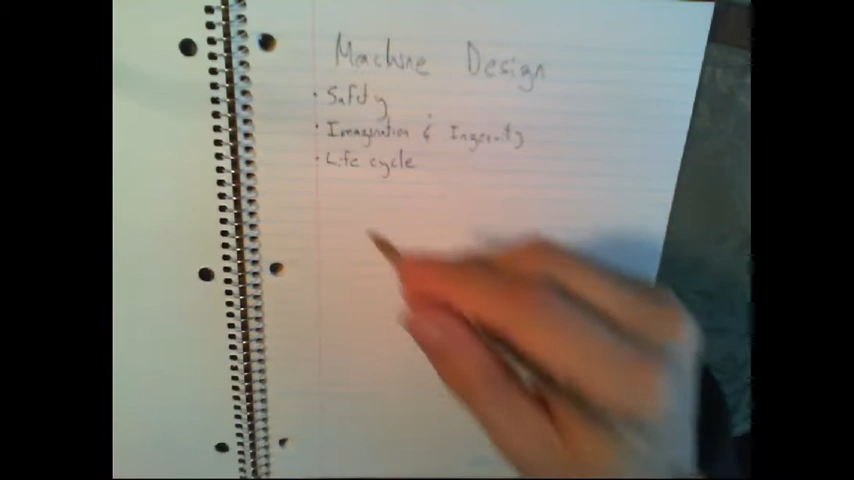 Machine Design
· Safety
· Imagination & Ingenuity
· Life cycle